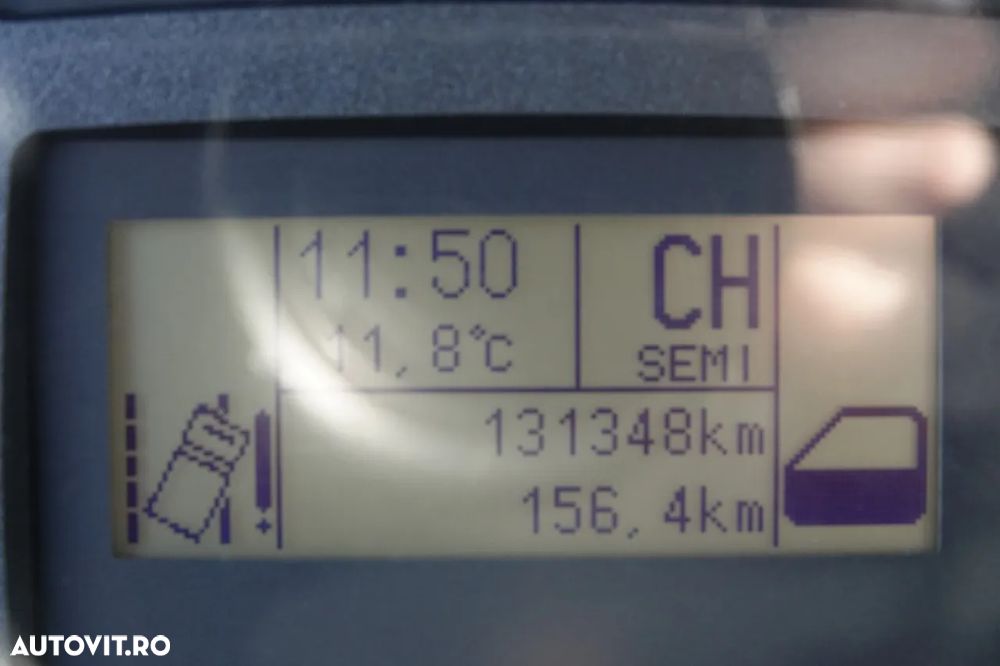 11:50
11,8°C
CH
SEMI
131348km
156,4km
AUTOVIT.RO